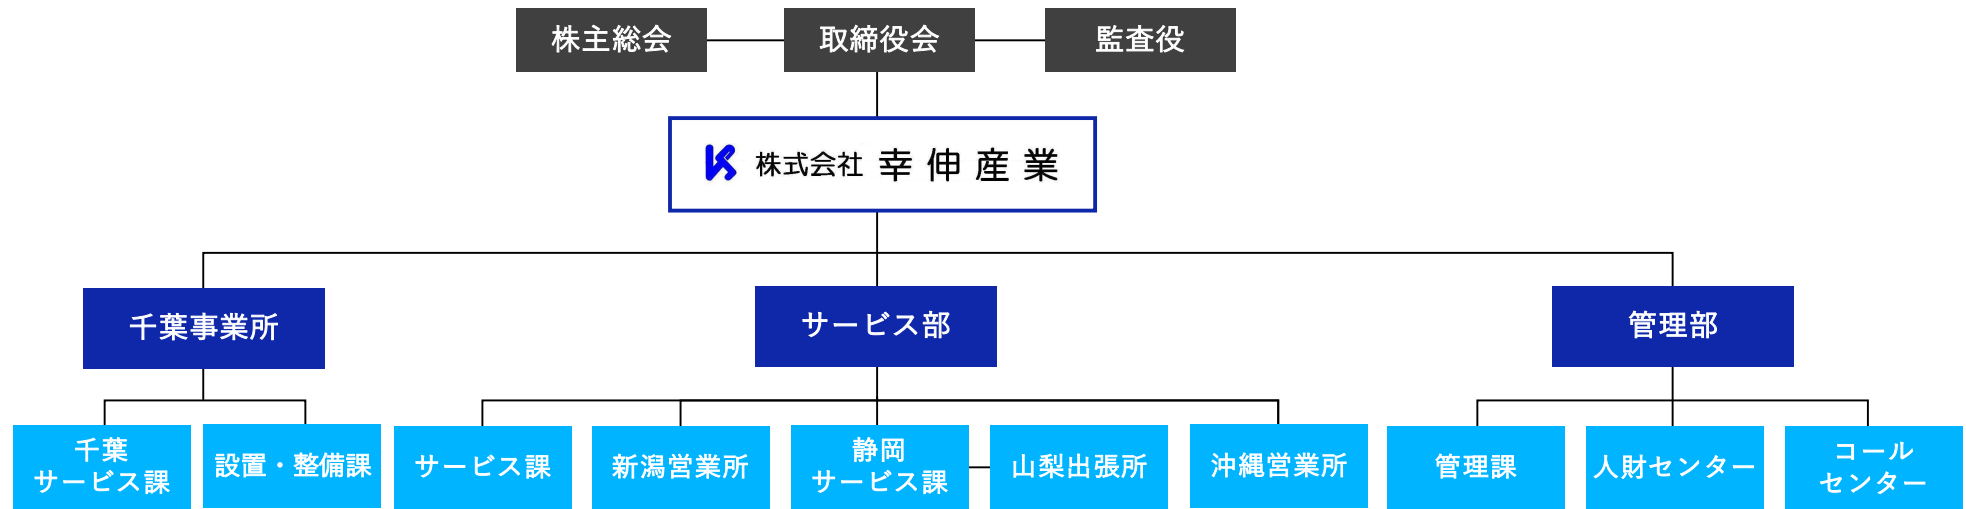 株主総会
取締役会
監査役
株式会社 幸伸産業
千葉事業所
サービス部
管理部
千葉
サービス課
設置・整備課
サービス課
新潟営業所
静岡
サービス課
山梨出張所
沖縄営業所
管理課
人財センター
コール
センター